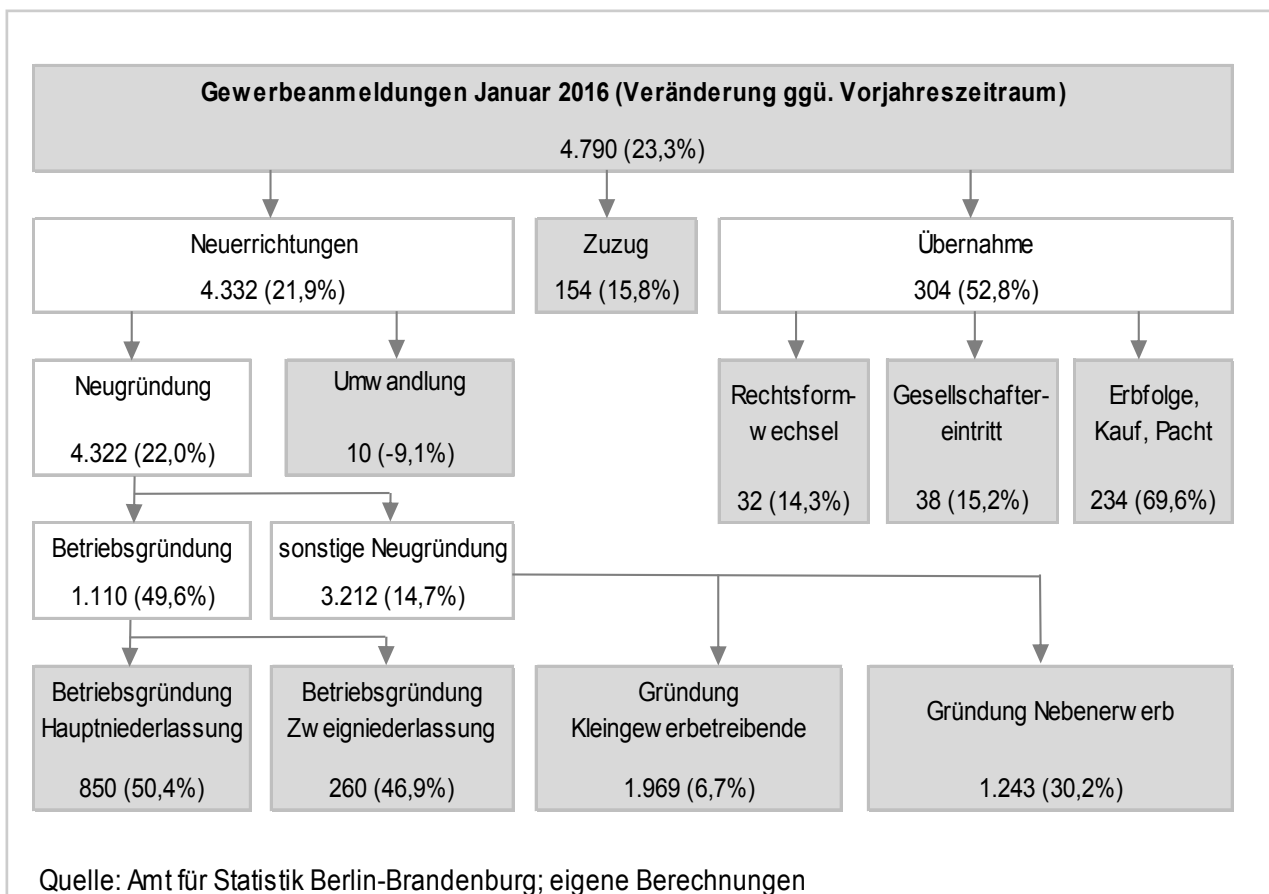 Gewerbeanmeldungen Januar 2016 (Veränderung ggü. Vorjahreszeitraum)
4.790 (23,3%)
Neuerrichtungen
4.332 (21,9%)
Zuzug
154 (15,8%)
Übernahme
304 (52,8%)
Neugründung
4.322 (22,0%)
Umwandlung
10 (-9,1%)
Rechtsform-
wechsel
32 (14,3%)
Gesellschafter-
eintritt
38 (15,2%)
Erbfolge,
Kauf, Pacht
234 (69,6%)
Betriebsgründung
1.110 (49,6%)
sonstige Neugründung
3.212 (14,7%)
Betriebsgründung
Hauptniederlassung
850 (50,4%)
Betriebsgründung
Zweigniederlassung
260 (46,9%)
Gründung
Kleingewerbetreibende
1.969 (6,7%)
Gründung Nebenerwerb
1.243 (30,2%)
Quelle: Amt für Statistik Berlin-Brandenburg; eigene Berechnungen